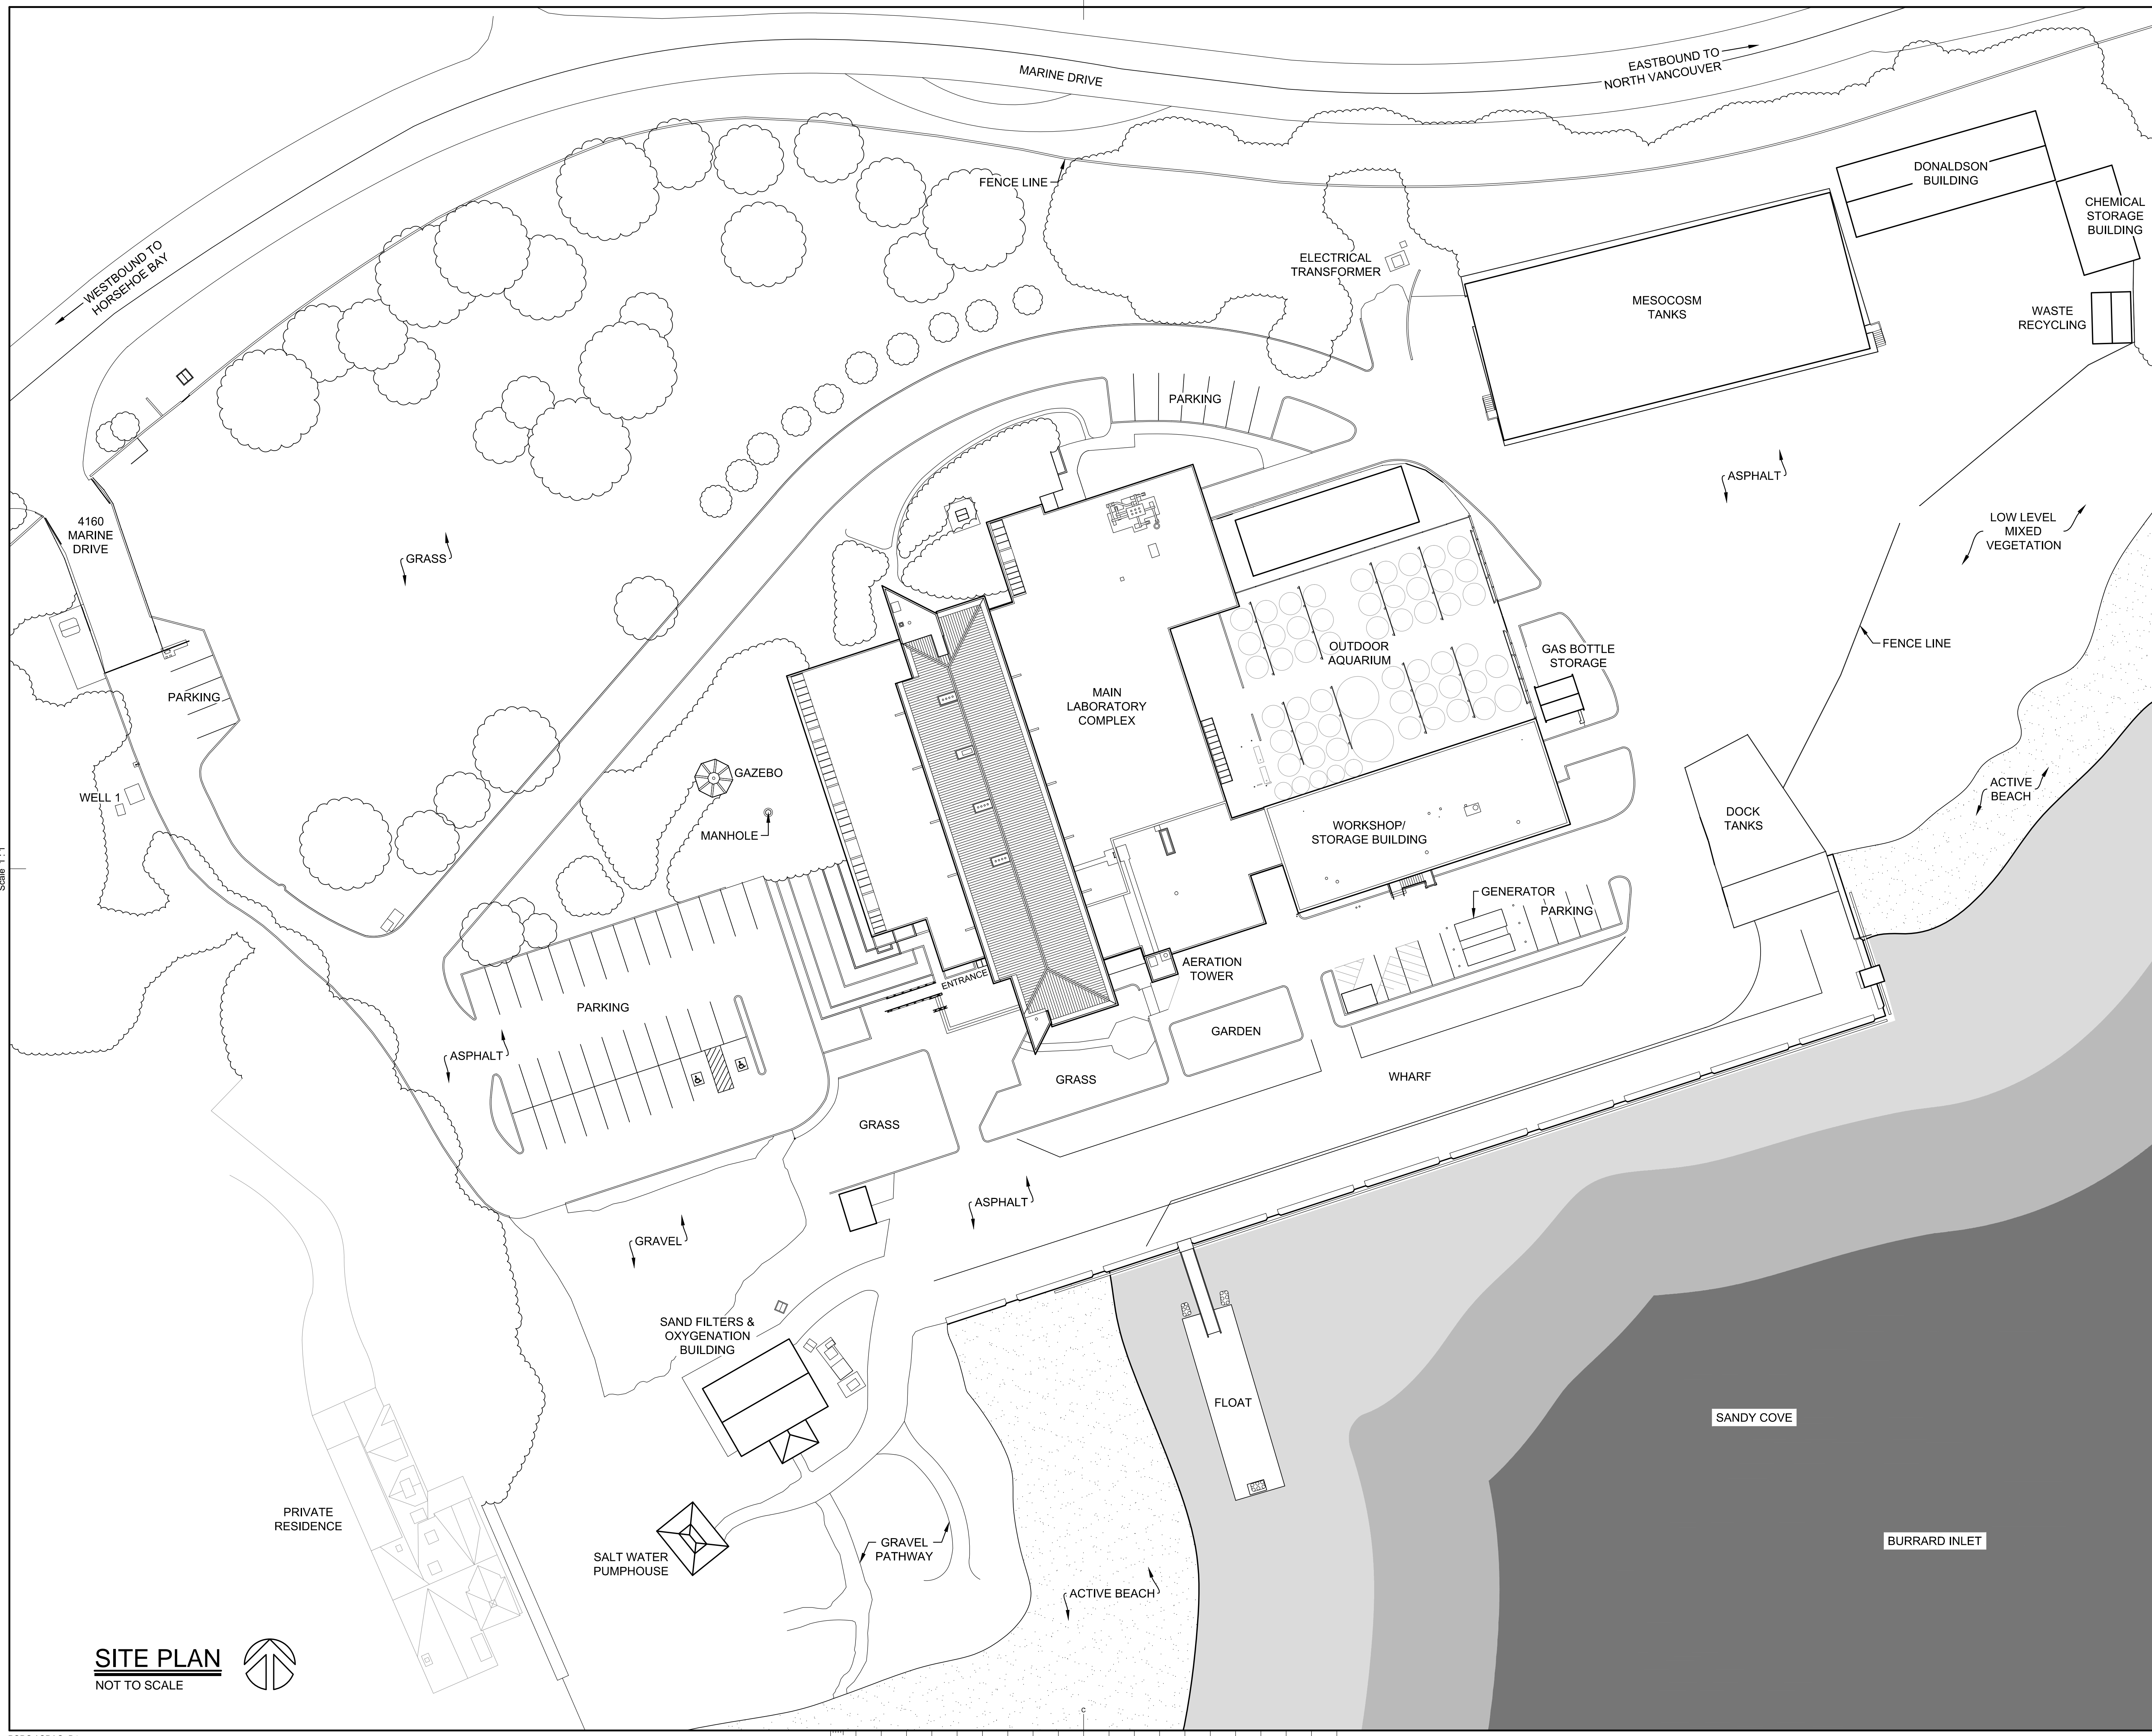 MARINE DRIVE
EASTBOUND TO
NORTH VANCOUVER
FENCE LINE
DONALDSON
BUILDING
CHEMICAL
STORAGE
BUILDING
WESTBOUND TO
HORSEHOE BAY
ELECTRICAL
TRANSFORMER
MESOCOSM
TANKS
WASTE
RECYCLING
PARKING
ASPHALT
4160
MARINE
DRIVE
GRASS
LOW LEVEL
MIXED
VEGETATION
OUTDOOR
AQUARIUM
GAS BOTTLE
STORAGE
FENCE LINE
PARKING
MAIN
LABORATORY
COMPLEX
GAZEBO
WELL 1
MANHOLE
WORKSHOP/
STORAGE BUILDING
DOCK
TANKS
ACTIVE
BEACH
Scale 1 : 1
GENERATOR
PARKING
ENTRANCE
AERATION
TOWER
PARKING
GARDEN
ASPHALT
GRASS
WHARF
GRASS
ASPHALT
GRAVEL
SAND FILTERS &
OXYGENATION
BUILDING
FLOAT
SANDY COVE
PRIVATE
RESIDENCE
SALT WATER
PUMPHOUSE
GRAVEL
PATHWAY
BURRARD INLET
ACTIVE BEACH
SITE PLAN
NOT TO SCALE
C